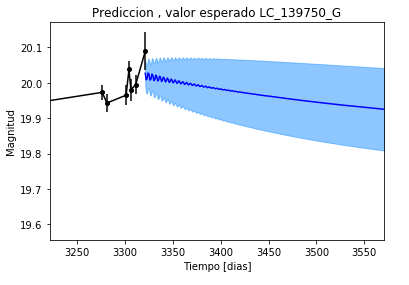 Prediccion , valor esperado LC_139750_G
Magnitud
20.1
20.0
19.9
19.8
19.7
19.6
3250 3300 3350 3400 3450 3500 3550
Tiempo [dias]